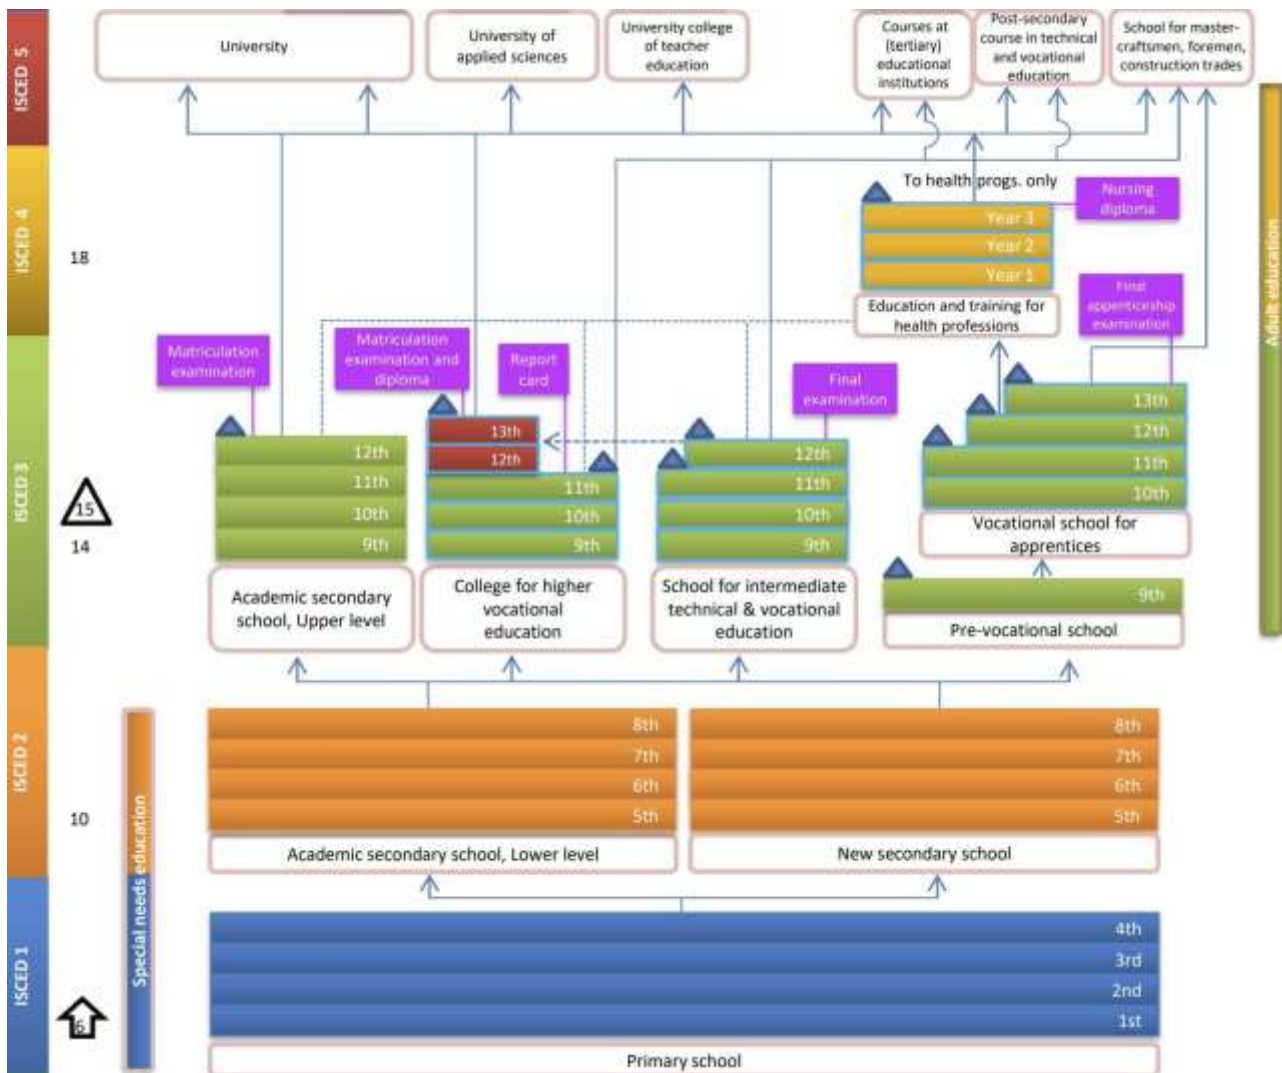 ISCED 5
University
University of
applied sciences
University college
of teacher
education
Courses at
(tertiary)
educational
institutions
Post-secondary
course in technical
and vocational
education
School for master-
craftsmen, foremen,
construction trades
ISCED 4
18
To health progs. only
Nursing
diploma
Year 3
Year 2
Year 1
Education and training for
health professions
Final
appenticeship
examination
Adult education
ISCED 3
15
14
Matriculation
examination
Matriculation
examination and
diploma
Report
card
Final
examination
12th
11th
10th
9th
Academic secondary
school, Upper level
13th
12th
11th
10th
9th
College for higher
vocational
education
12th
11th
10th
9th
School for intermediate
technical & vocational
education
13th
12th
11th
10th
Vocational school for
apprentices
9th
Pre-vocational school
ISCED 2
10
Special needs education
8th
7th
6th
5th
Academic secondary school, Lower level
8th
7th
6th
5th
New secondary school
ISCED 1
6
4th
3rd
2nd
1st
Primary school